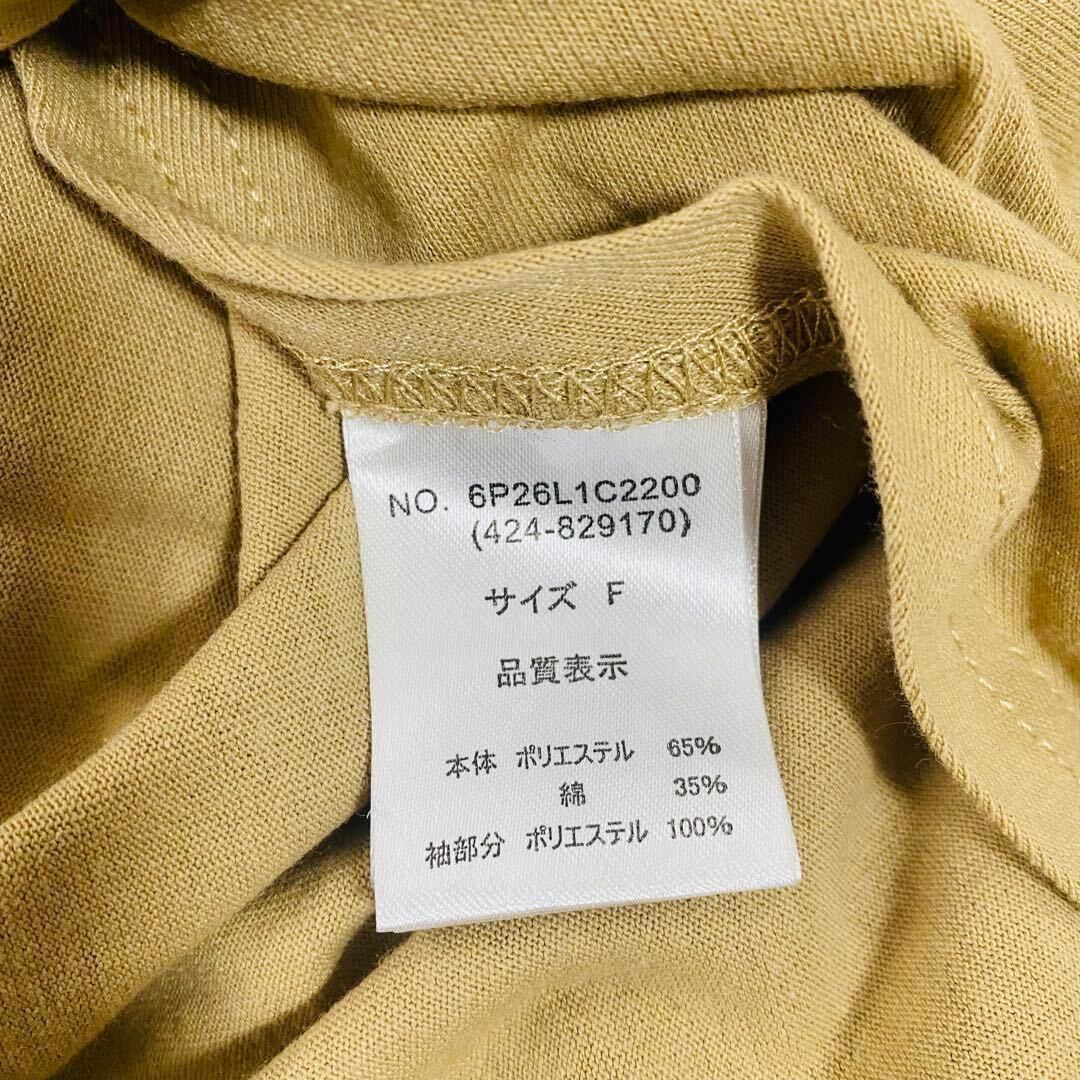 NO. 6P26L1C2200
(424-829170)
サイズ F
品質表示
本体 ポリエステル 65%
綿 35%
袖部分 ポリエステル 100%